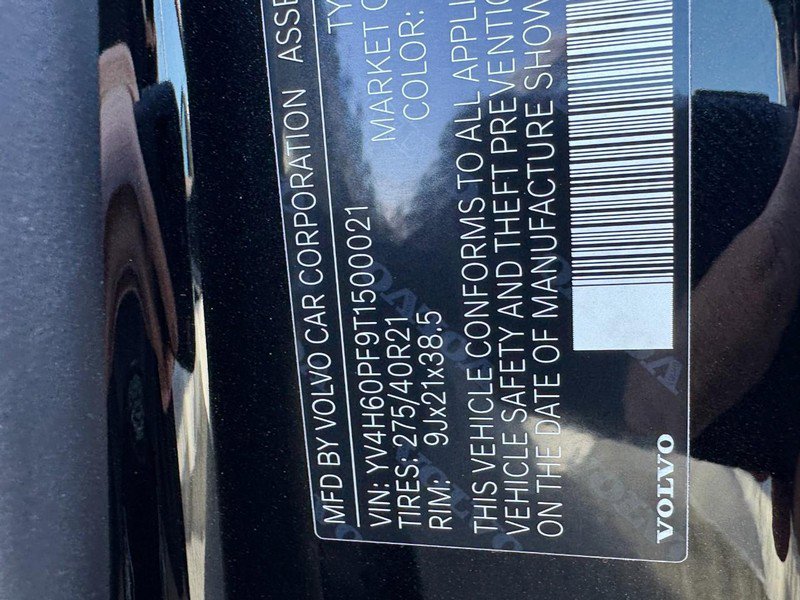 MFD BY VOLVO CAR CORPORATION ASSE
TY
VIN: YV4H60PF9T1500021
MARKET C
TIRES: 275/40R21
COLOR:
RIM: 9Jx21x38.5
THIS VEHICLE CONFORMS TO ALL APPLI
VEHICLE SAFETY AND THEFT PREVENTIO
ON THE DATE OF MANUFACTURE SHOW
VOLVO